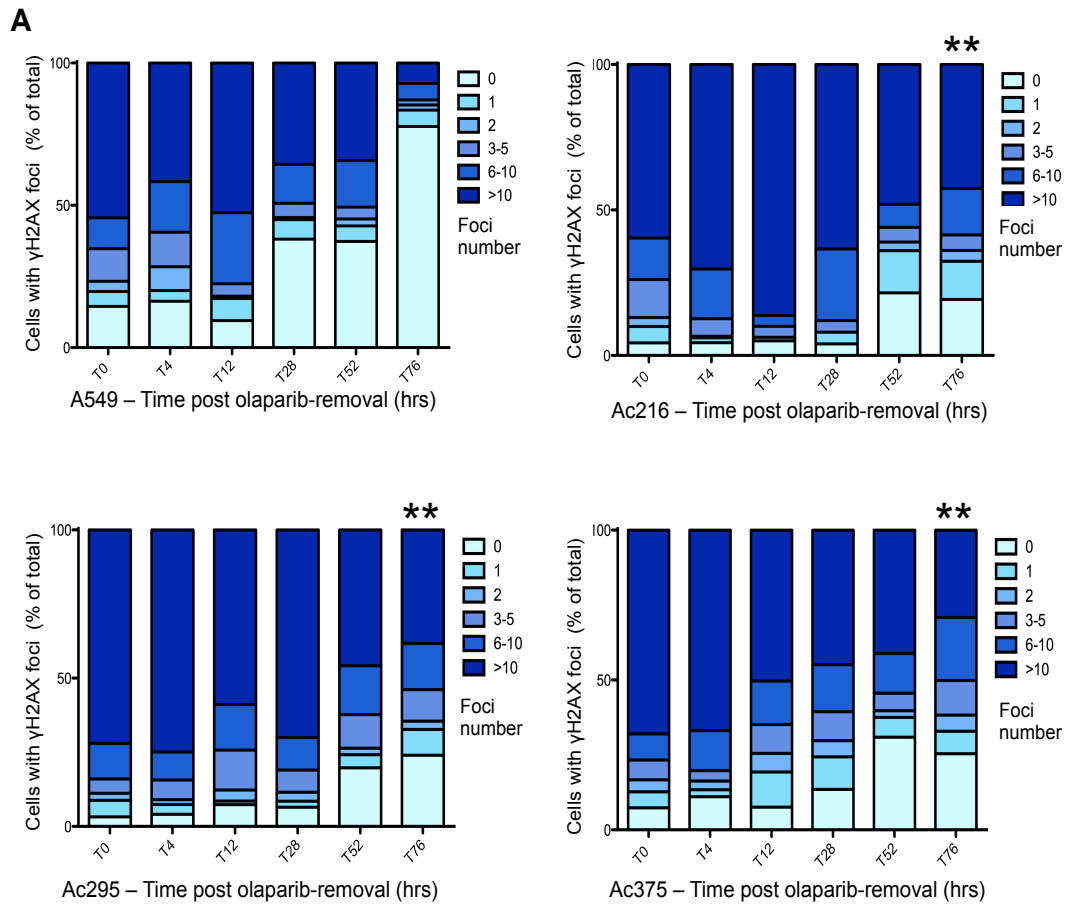 A
Cells with γH2AX foci (% of total)
100
50
0
T0
T4
T12
T28
T52
T76
A549 – Time post olaparib-removal (hrs)
0
1
2
3-5
6-10
>10
Foci
number
**
Cells with γH2AX foci (% of total)
100
50
0
T0
T4
T12
T28
T52
T76
Ac216 – Time post olaparib-removal (hrs)
0
1
2
3-5
6-10
>10
Foci
number
**
Cells with γH2AX foci (% of total)
100
50
0
T0
T4
T12
T28
T52
T76
Ac295 – Time post olaparib-removal (hrs)
0
1
2
3-5
6-10
>10
Foci
number
**
Cells with γH2AX foci (% of total)
100
50
0
T0
T4
T12
T28
T52
T76
Ac375 – Time post olaparib-removal (hrs)
0
1
2
3-5
6-10
>10
Foci
number